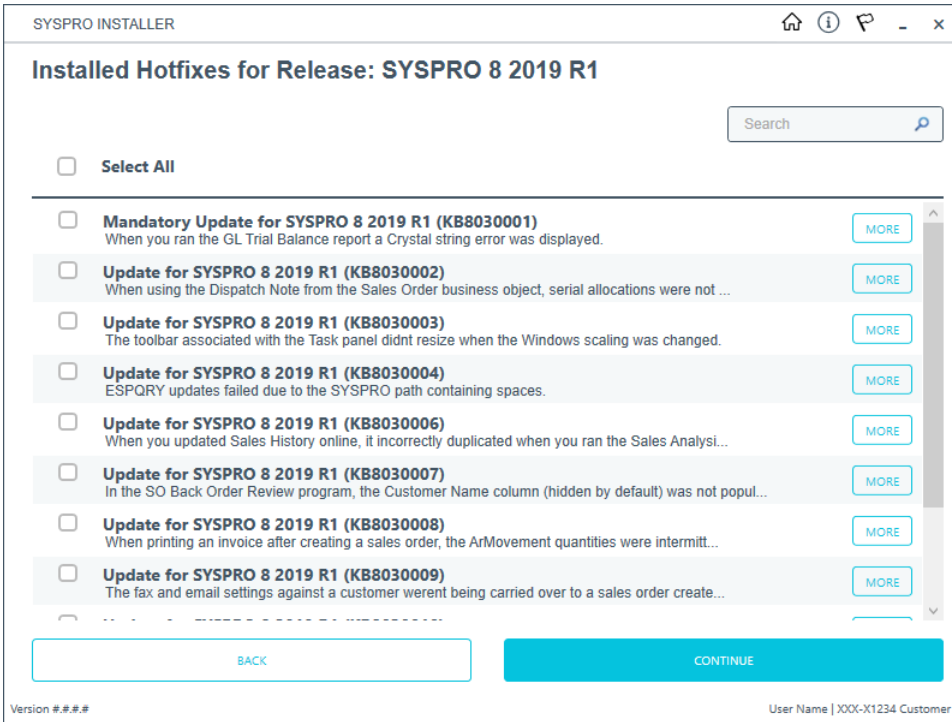 SYSPRO INSTALLER
Installed Hotfixes for Release: SYSPRO 8 2019 R1
Search
Select All
Mandatory Update for SYSPRO 8 2019 R1 (KB8030001)
When you ran the GL Trial Balance report a Crystal string error was displayed.
MORE
Update for SYSPRO 8 2019 R1 (KB8030002)
When using the Dispatch Note from the Sales Order business object, serial allocations were not ...
MORE
Update for SYSPRO 8 2019 R1 (KB8030003)
The toolbar associated with the Task panel didnt resize when the Windows scaling was changed.
MORE
Update for SYSPRO 8 2019 R1 (KB8030004)
ESPQRY updates failed due to the SYSPRO path containing spaces.
MORE
Update for SYSPRO 8 2019 R1 (KB8030006)
When you updated Sales History online, it incorrectly duplicated when you ran the Sales Analysi...
MORE
Update for SYSPRO 8 2019 R1 (KB8030007)
In the SO Back Order Review program, the Customer Name column (hidden by default) was not popul...
MORE
Update for SYSPRO 8 2019 R1 (KB8030008)
When printing an invoice after creating a sales order, the ArMovement quantities were intermitt...
MORE
Update for SYSPRO 8 2019 R1 (KB8030009)
The fax and email settings against a customer werent being carried over to a sales order create...
MORE
BACK
CONTINUE
Version #.#.#.#
User Name | XXX-X1234 Customer